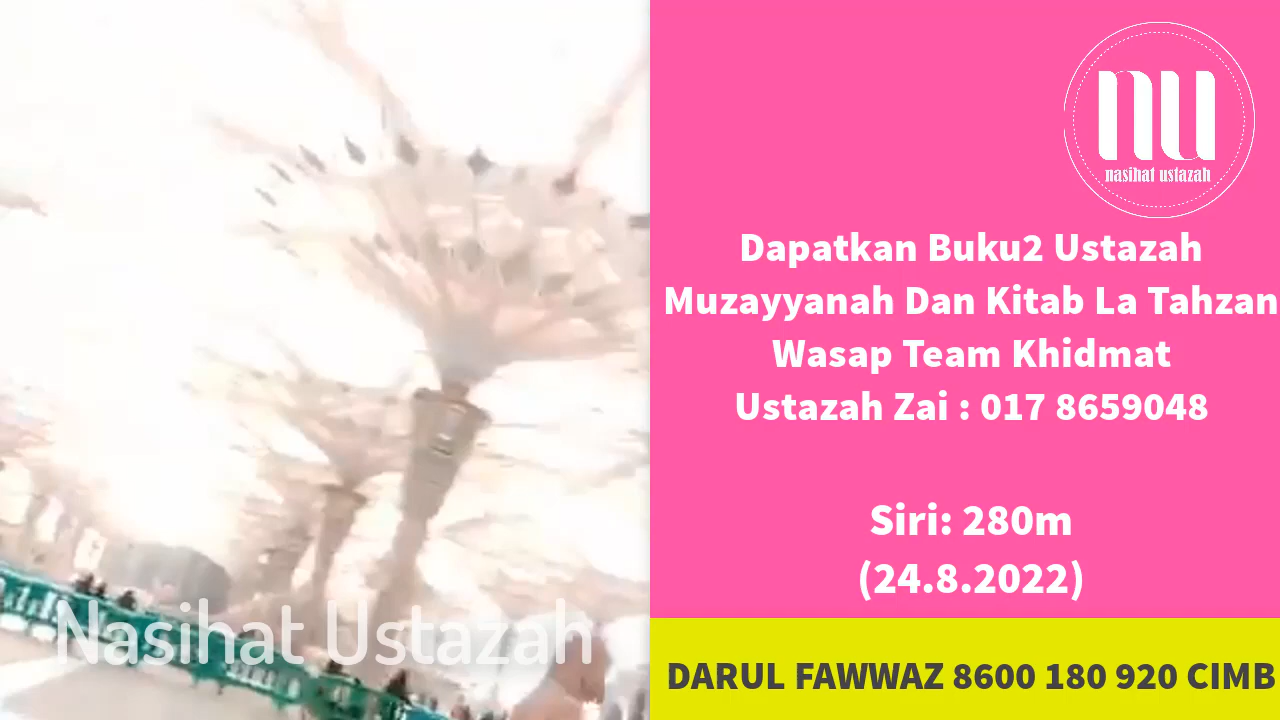 nu
nasihat ustazah
Dapatkan Buku2 Ustazah
Muzayyanah Dan Kitab La Tahzan
Wasap Team Khidmat
Ustazah Zai : 017 8659048
Siri: 280m
(24.8.2022)
Nasihat Ustazah
DARUL FAWWAZ 8600 180 920 CIMB